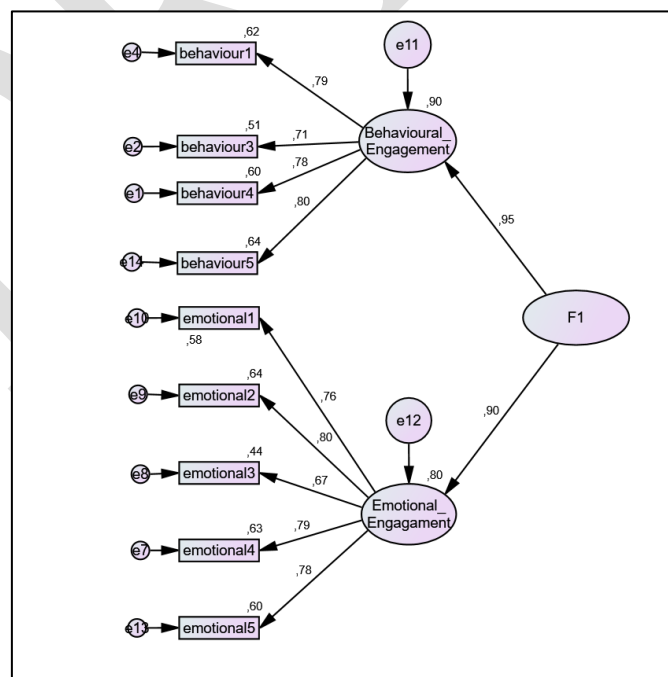 e11
,62
e4
behaviour1
,79
,90
Behavioural_
Engagement
,51
e2
behaviour3
,71
,60
e1
behaviour4
,78
,80
,95
,64
e14
behaviour5
F1
e10
emotional1
,58
,76
,64
e9
emotional2
e12
,90
,80
,44
e8
emotional3
,67
,80
Emotional_
Engagament
,63
e7
emotional4
,79
,78
,60
e13
emotional5